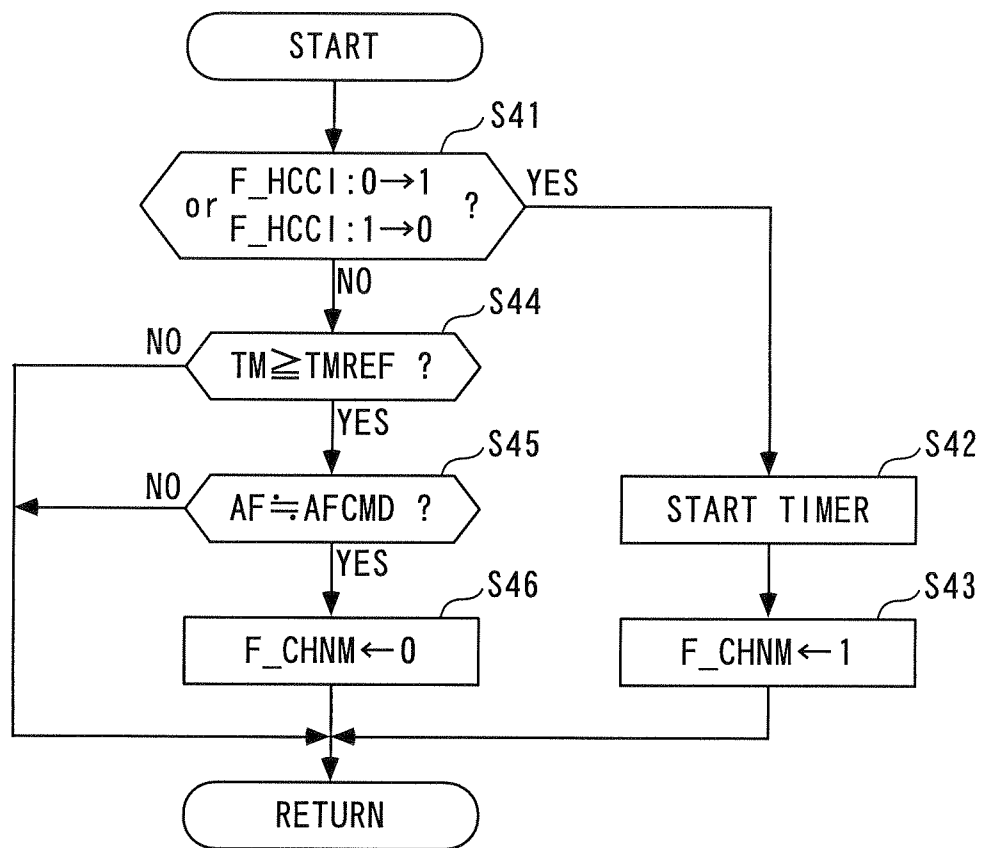 START
S41
F_HCCI:0→1
or
F_HCCI:1→0
?
YES
NO
S44
NO
TM≧TMREF ?
YES
S45
NO
AF≒AFCMD ?
S42
START TIMER
YES
S46
F_CHNM←0
S43
F_CHNM←1
RETURN